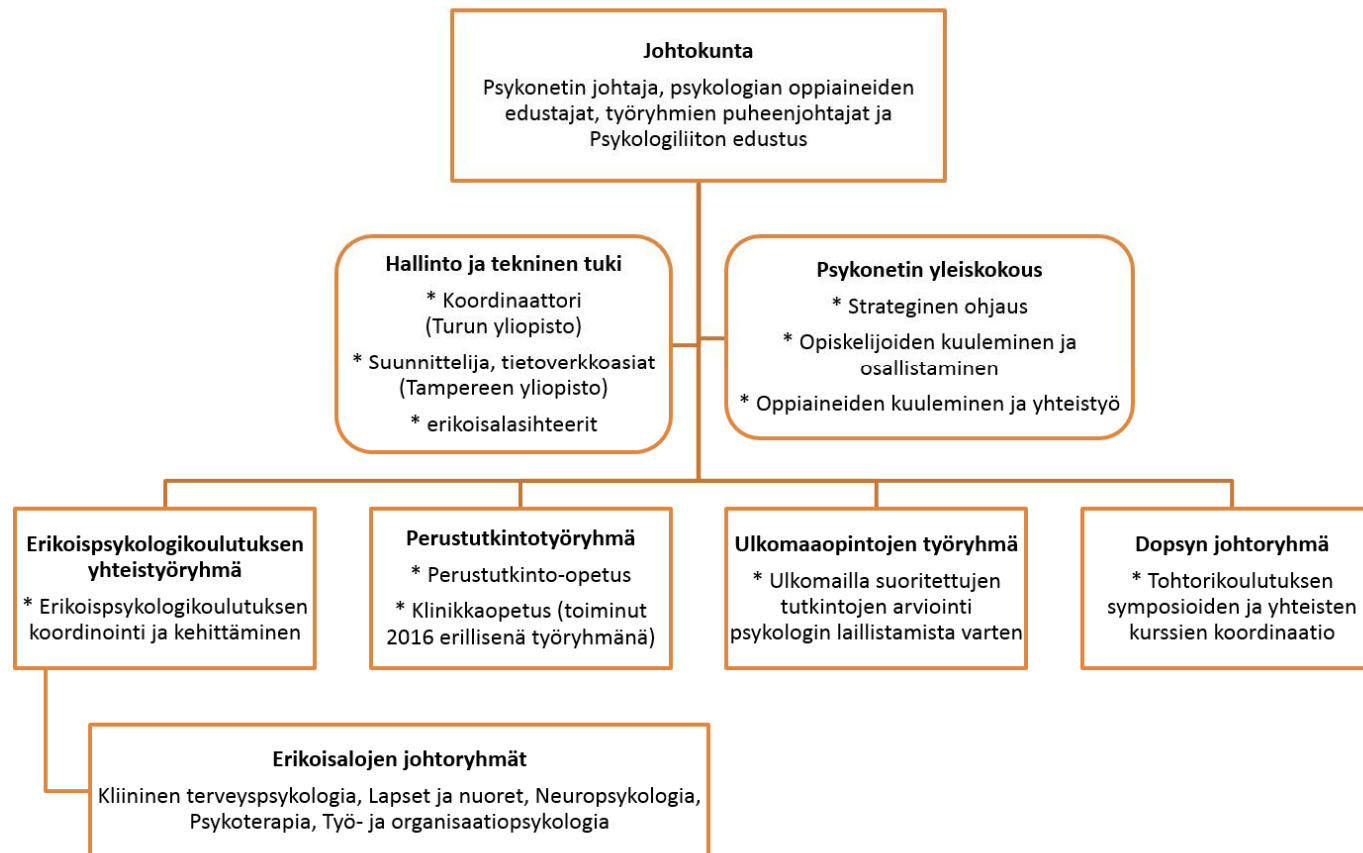 Johtokunta
Psykonetin johtaja, psykologian oppiaineiden
edustajat, työryhmien puheenjohtajat ja
Psykologiliiton edustus
Hallinto ja tekninen tuki
* Koordinaattori
(Turun yliopisto)
* Suunnittelija, tietoverkkoasiat
(Tampereen yliopisto)
* erikoisalasihteerit
Psykonetin yleiskokous
* Strateginen ohjaus
* Opiskelijoiden kuuleminen ja
osallistaminen
* Oppiaineiden kuuleminen ja yhteistyö
Erikoispsykologikoulutuksen
yhteistyöryhmä
* Erikoispsykologikoulutuksen
koordinointi ja kehittäminen
Perustutkintotyöryhmä
* Perustutkinto-opetus
* Klinikkaopetus (toiminut
2016 erillisenä työryhmänä)
Ulkomaaopintojen työryhmä
* Ulkomailla suoritettujen
tutkintojen arviointi
psykologin laillistamista varten
Dopsyn johtoryhmä
* Tohtorikoulutuksen
symposioiden ja yhteisten
kurssien koordinaatio
Erikoisalojen johtoryhmät
Kliininen terveyspsykologia, Lapset ja nuoret, Neuropsykologia,
Psykoterapia, Työ- ja organisaatiopsykologia